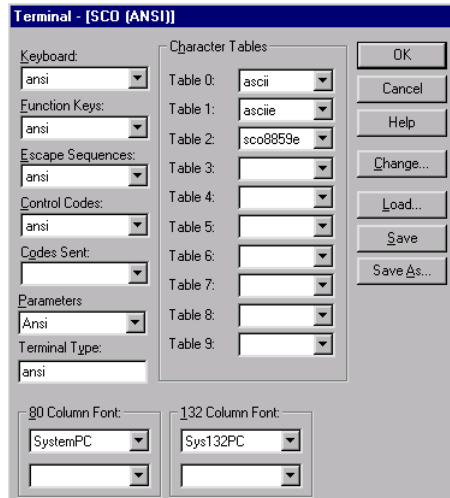 Terminal - [SCO (ANSI)]
Keyboard:
ansi
Function Keys:
ansi
Escape Sequences:
ansi
Control Codes:
ansi
Codes Sent:
Parameters
Ansi
Terminal Type:
ansi
Character Tables
Table 0: ascii
Table 1: asciie
Table 2: sco8859e
Table 3:
Table 4:
Table 5:
Table 6:
Table 7:
Table 8:
Table 9:
OK
Cancel
Help
Change...
Load...
Save
Save As...
80 Column Font:
SystemPC
132 Column Font:
Sys132PC